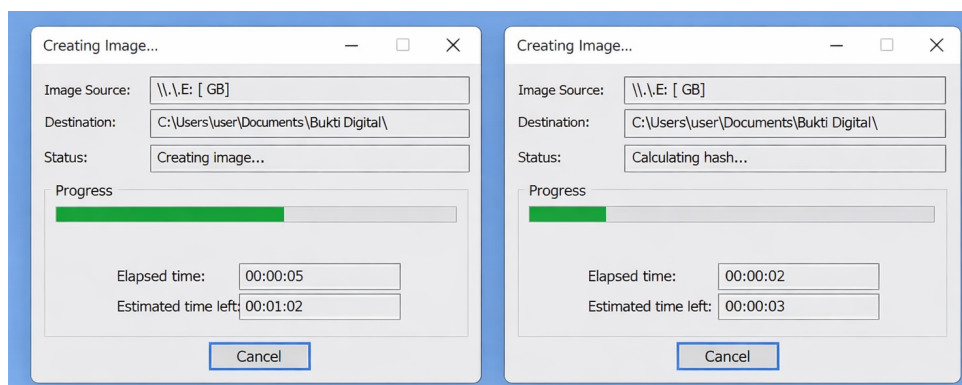 Creating Image...
Image Source: \\.\.E: [ GB]
Destination: C:\Users\user\Documents\Bukti Digital\
Status: Creating image...
Progress
Elapsed time: 00:00:05
Estimated time left: 00:01:02
Cancel
Creating Image...
Image Source: \\.\.E: [ GB]
Destination: C:\Users\user\Documents\Bukti Digital\
Status: Calculating hash...
Progress
Elapsed time: 00:00:02
Estimated time left: 00:00:03
Cancel